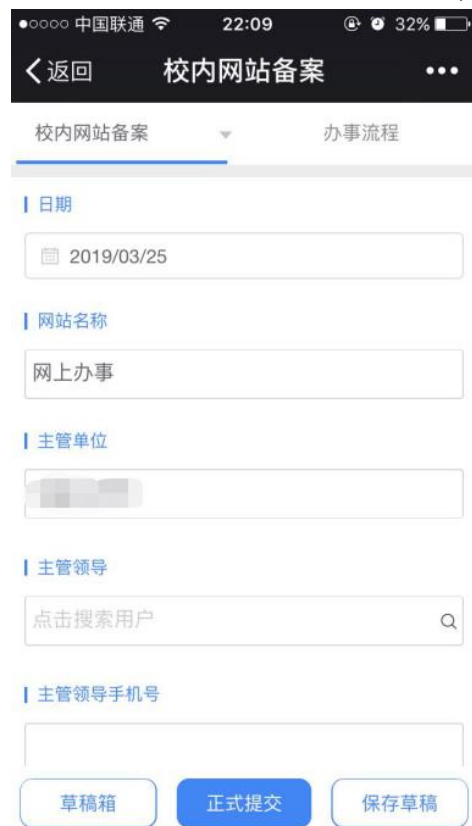 中国联通 22:09 32%
返回 校内网站备案
校内网站备案 办事流程
日期
2019/03/25
网站名称
网上办事
主管单位
主管领导
点击搜索用户
主管领导手机号
草稿箱 正式提交 保存草稿